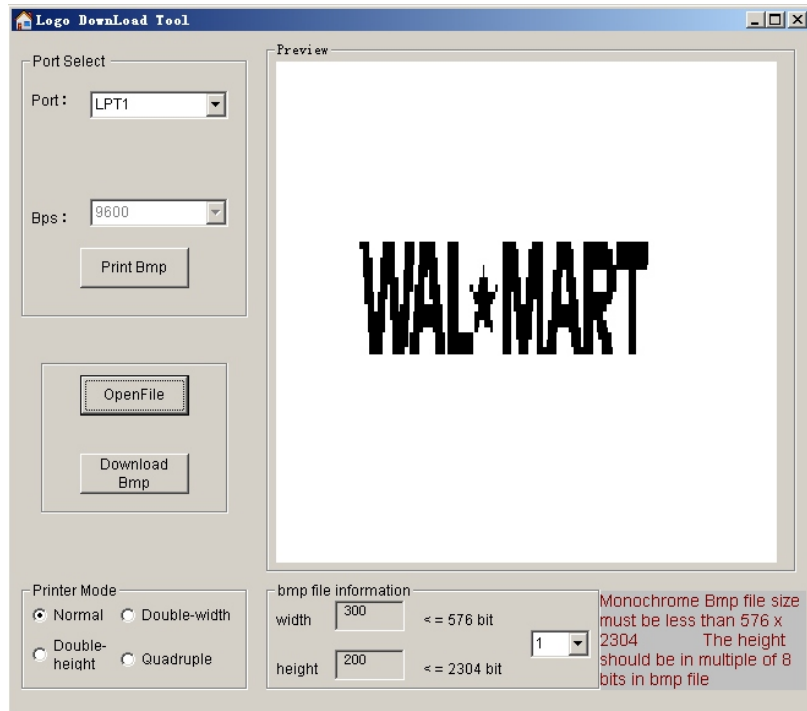 Logo DownLoad Tool
Port Select
Port:
LPT1
Bps:
9600
Print Bmp
OpenFile
Download
Bmp
Preview
WAL★MART
Printer Mode
Normal
Double-width
Double-
height
Quadruple
bmp file information
width
300
<= 576 bit
height
200
<= 2304 bit
1
Monochrome Bmp file size
must be less than 576 x
2304 The height
should be in multiple of 8
bits in bmp file